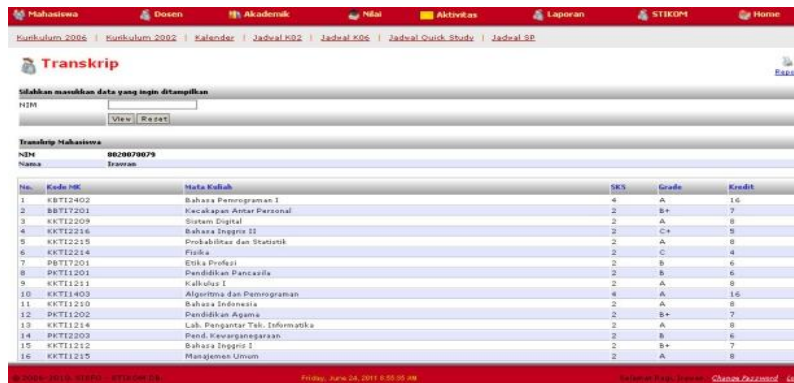 Mahasiswa Dosen Akademik Nilai Aktivitas Laporan STIKOM Home
Kurikulum 2006 | Kurikulum 2002 | Kalender | Jadwal K02 | Jadwal K06 | Jadwal Quick Study | Jadwal SP
Transkrip
Silahkan masukkan data yang ingin ditampilkan
NIM
View Reset
Transkrip Mahasiswa
NIM 8020070079
Nama Irawan
No. Kode MK Mata Kuliah SKS Grade Kredit
1 KBTI2402 Bahasa Pemrograman I 4 A 16
2 BBTI7201 Kecakapan Antar Personal 2 B+ 7
3 KKTI2209 Sistem Digital 2 A 8
4 KKTI2216 Bahasa Inggris II 2 C+ 5
5 KKTI2215 Probabilitas dan Statistik 2 A 8
6 KKTI2214 Fisika 2 C 4
7 PBTI7201 Etika Profesi 2 B 6
8 PKTI1201 Pendidikan Pancasila 2 B 6
9 KKTI1211 Kalkulus I 2 A 8
10 KKTI1403 Algoritma dan Pemrograman 4 A 16
11 KKTI1210 Bahasa Indonesia 2 A 8
12 PKTI1202 Pendidikan Agama 2 B+ 7
13 KKTI1214 Lab. Pengantar Tek. Informatika 2 A 8
14 PKTI2203 Pend. Kewarganegaraan 2 B 6
15 KKTI1212 Bahasa Inggris I 2 B+ 7
16 KKTI1215 Manajemen Umum 2 A 8
Friday, June 24, 2011 8:55:55 AM Selamat Pagi, Irawan Change Password